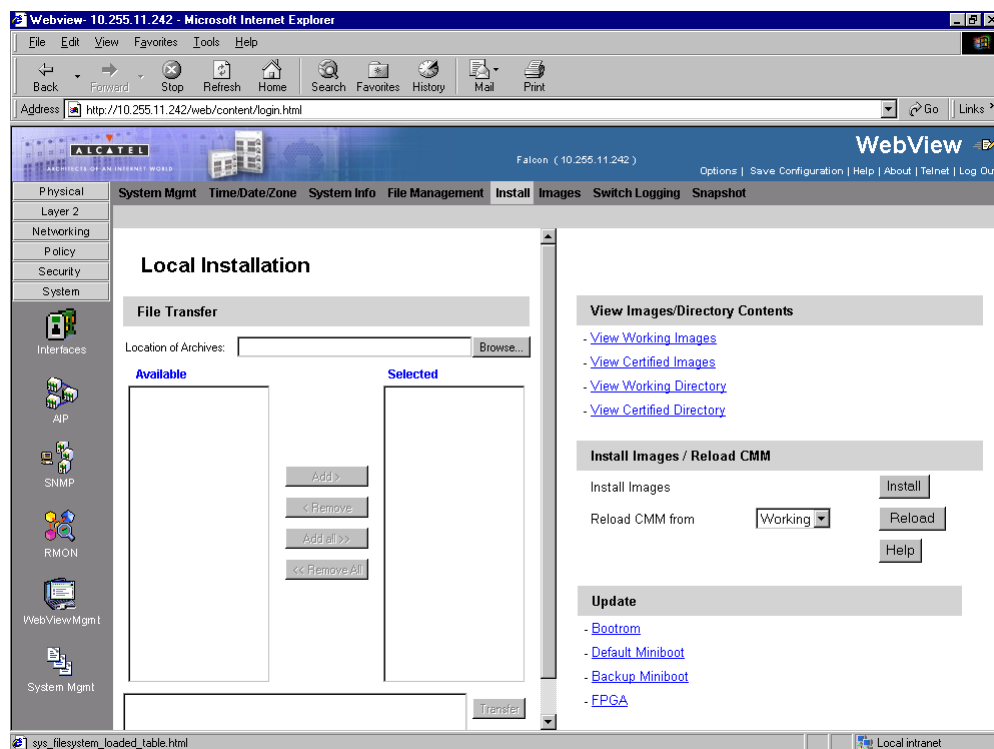 Webview- 10.255.11.242 - Microsoft Internet Explorer
File Edit View Favorites Tools Help
Back Forward Stop Refresh Home Search Favorites History Mail Print
Address http://10.255.11.242/web/content/login.html Go Links
ALCATEL
ARCHITECTS OF AN INTERNET WORLD
Falcon ( 10.255.11.242 )
WebView
Options | Save Configuration | Help | About | Telnet | Log Ou
Physical
Layer 2
Networking
Policy
Security
System
Interfaces
AIP
SNMP
RMON
WebViewMgmt
System Mgmt
System Mgmt Time/Date/Zone System Info File Management Install Images Switch Logging Snapshot
Local Installation
File Transfer
Location of Archives: Browse...
Available Selected
Add >
< Remove
Add all >>
<< Remove All
Transfer
View Images/Directory Contents
- View Working Images
- View Certified Images
- View Working Directory
- View Certified Directory
Install Images / Reload CMM
Install Images Install
Reload CMM from Working Reload
Help
Update
- Bootrom
- Default Miniboot
- Backup Miniboot
- FPGA
sys_filesystem_loaded_table.html Local intranet